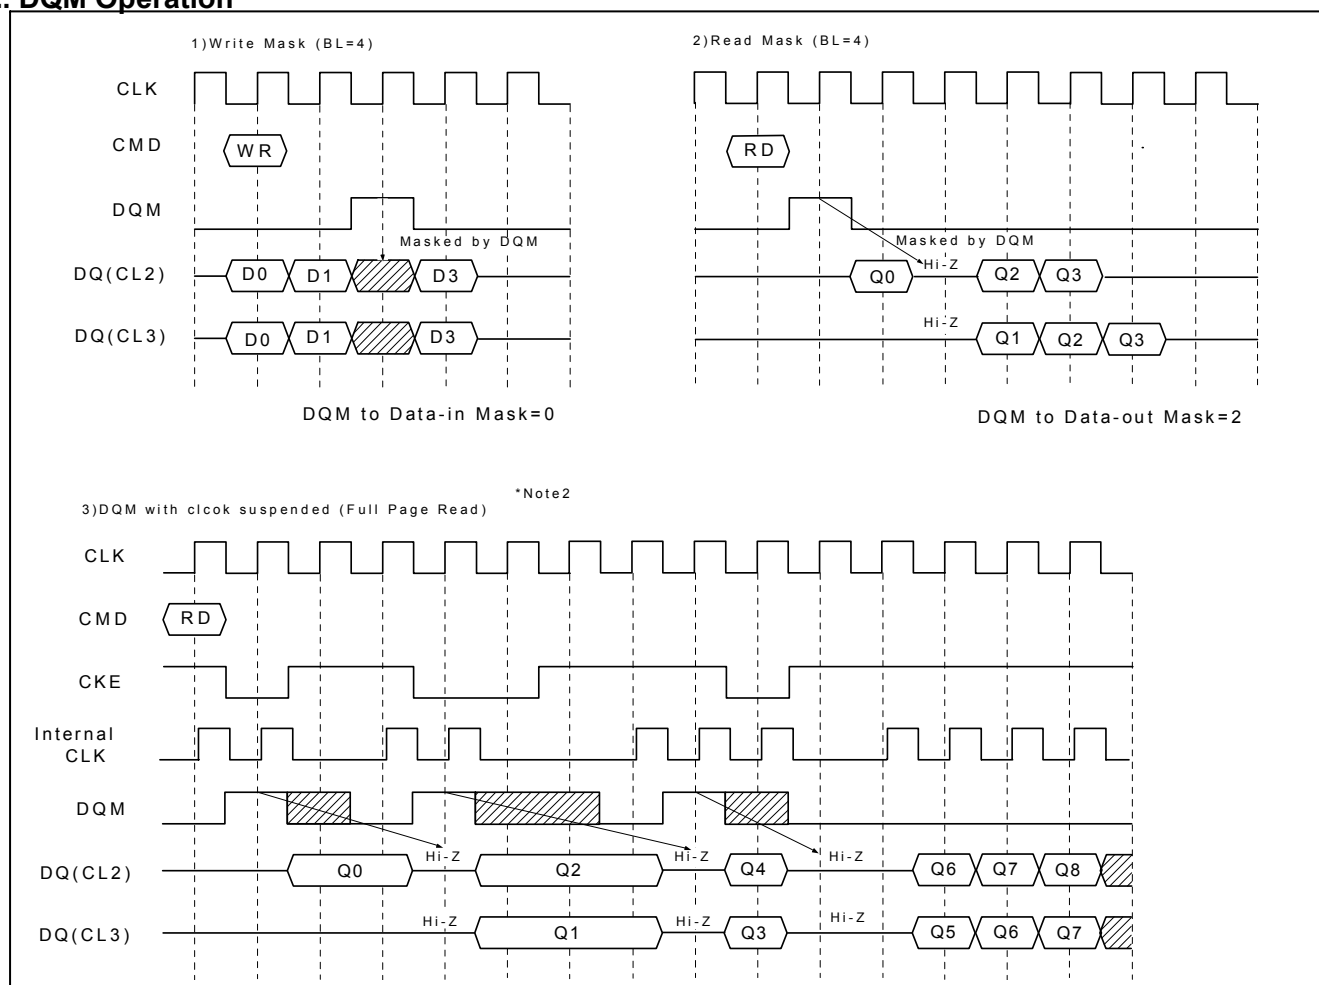 DQM Operation
1)Write Mask (BL=4)
CLK
CMD
WR
DQM
Masked by DQM
DQ(CL2)
D0 D1 D3
DQ(CL3)
D0 D1 D3
DQM to Data-in Mask=0
2)Read Mask (BL=4)
RD
Masked by DQM
Hi-Z
Q0 Q2 Q3
Hi-Z
Q1 Q2 Q3
DQM to Data-out Mask=2
*Note2
3)DQM with clcok suspended (Full Page Read)
CLK
CMD
RD
CKE
Internal
CLK
DQM
Hi-Z Hi-Z Hi-Z
DQ(CL2)
Q0 Q2 Q4 Q6 Q7 Q8
Hi-Z Hi-Z Hi-Z
DQ(CL3)
Q1 Q3 Q5 Q6 Q7